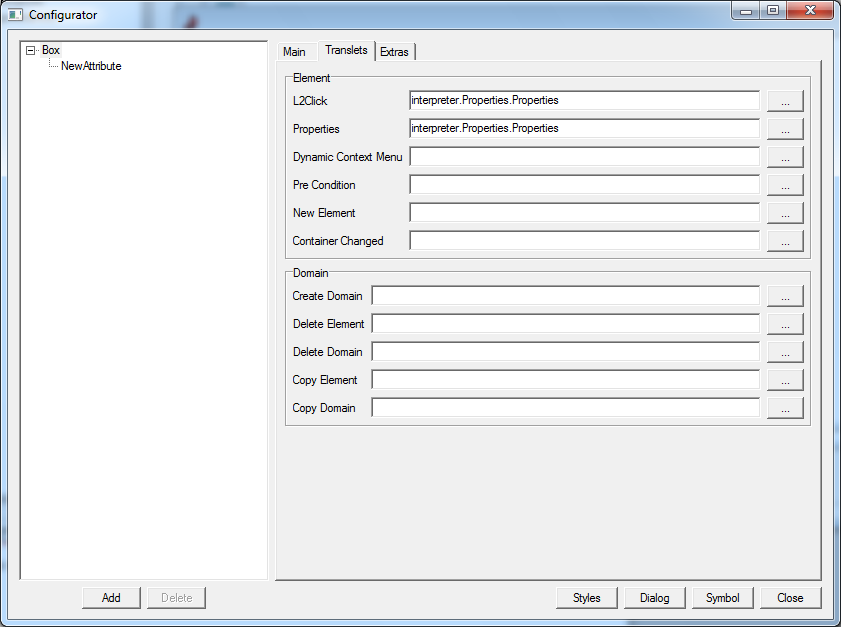 Configurator
Box
NewAttribute
Main Translets Extras
Element
L2Click interpreter.Properties.Properties ...
Properties interpreter.Properties.Properties ...
Dynamic Context Menu ...
Pre Condition ...
New Element ...
Container Changed ...
Domain
Create Domain ...
Delete Element ...
Delete Domain ...
Copy Element ...
Copy Domain ...
Add Delete Styles Dialog Symbol Close